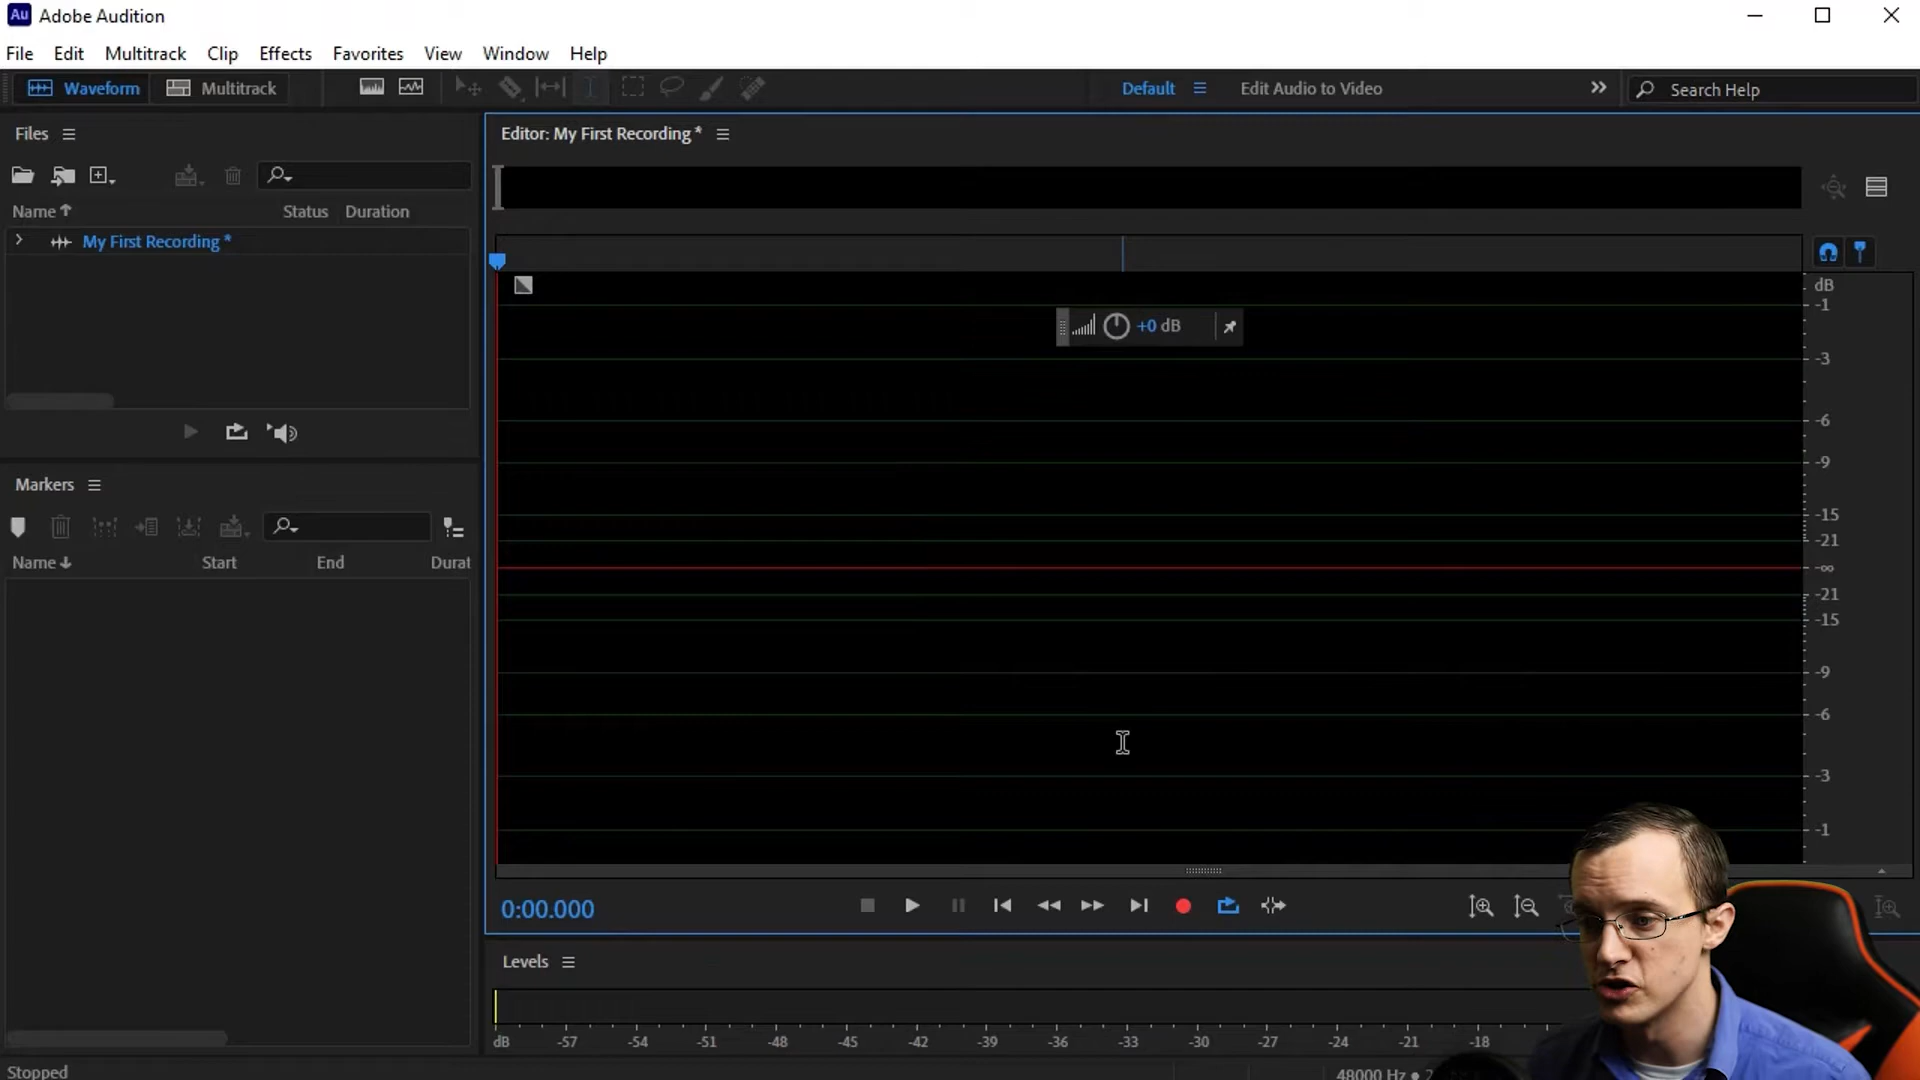 Au Adobe Audition
File Edit Multitrack Clip Effects Favorites View Window Help
Waveform Multitrack Default Edit Audio to Video Search Help
Files
Editor: My First Recording *
Name Status Duration
My First Recording *
dB
-1
+0 dB
-3
-6
-9
-15
-21
-∞
-21
-15
-9
-6
-3
-1
Markers
Name Start End Durat
0:00.000
Levels
dB -57 -54 -51 -48 -45 -42 -39 -36 -33 -30 -27 -24 -21 -18
Stopped
48000 Hz